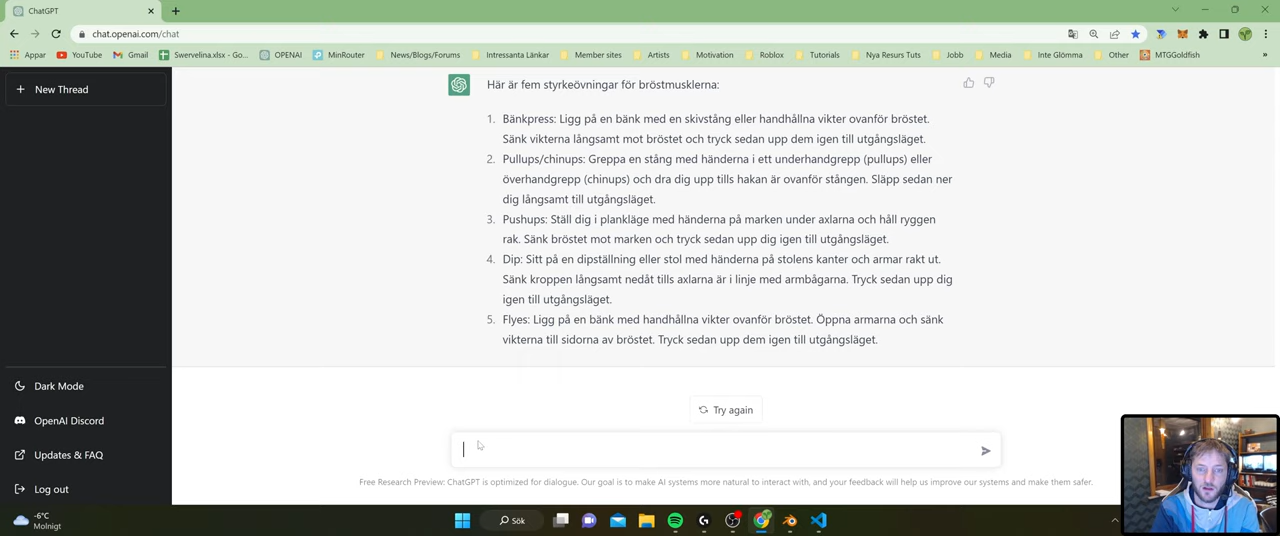 ChatGPT
chat.openai.com/chat
Appar YouTube Gmail Swervelina.xlsx - Go... OPENAI MinRouter News/Blogs/Forums Intressanta Länkar Member sites Artists Motivation Roblox Tutorials Nya Resurs Tuts Jobb Media Inte Glömma Other MTGGoldfish »
New Thread
Här är fem styrkeövningar för bröstmusklerna:
1. Bänkpress: Ligg på en bänk med en skivstång eller handhållna vikter ovanför bröstet.
Sänk vikterna långsamt mot bröstet och tryck sedan upp dem igen till utgångsläget.
2. Pullups/chinups: Greppa en stång med händerna i ett underhandgrepp (pullups) eller
överhandgrepp (chinups) och dra dig upp tills hakan är ovanför stången. Släpp sedan ner
dig långsamt till utgångsläget.
3. Pushups: Ställ dig i plankläge med händerna på marken under axlarna och håll ryggen
rak. Sänk bröstet mot marken och tryck sedan upp dig igen till utgångsläget.
4. Dip: Sitt på en dipställning eller stol med händerna på stolens kanter och armar rakt ut.
Sänk kroppen långsamt nedåt tills axlarna är i linje med armbågarna. Tryck sedan upp dig
igen till utgångsläget.
5. Flyes: Ligg på en bänk med handhållna vikter ovanför bröstet. Öppna armarna och sänk
vikterna till sidorna av bröstet. Tryck sedan upp dem igen till utgångsläget.
Dark Mode
OpenAI Discord
Updates & FAQ
Log out
Try again
Free Research Preview: ChatGPT is optimized for dialogue. Our goal is to make AI systems more natural to interact with, and your feedback will help us improve our systems and make them safer.
-6°C
Molnigt
Sök